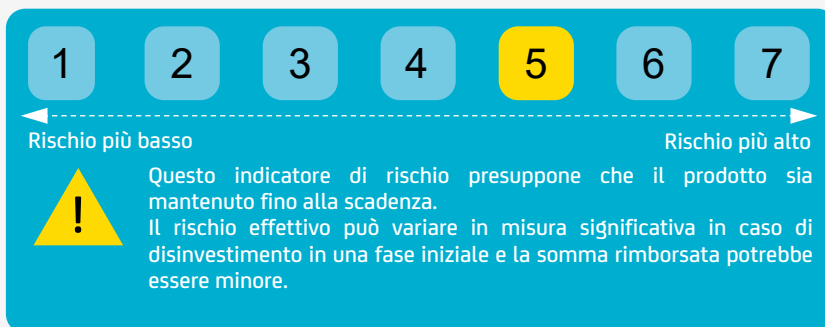 1 2 3 4 5 6 7
Rischio più basso Rischio più alto
!
Questo indicatore di rischio presuppone che il prodotto sia
mantenuto fino alla scadenza.
Il rischio effettivo può variare in misura significativa in caso di
disinvestimento in una fase iniziale e la somma rimborsata potrebbe
essere minore.